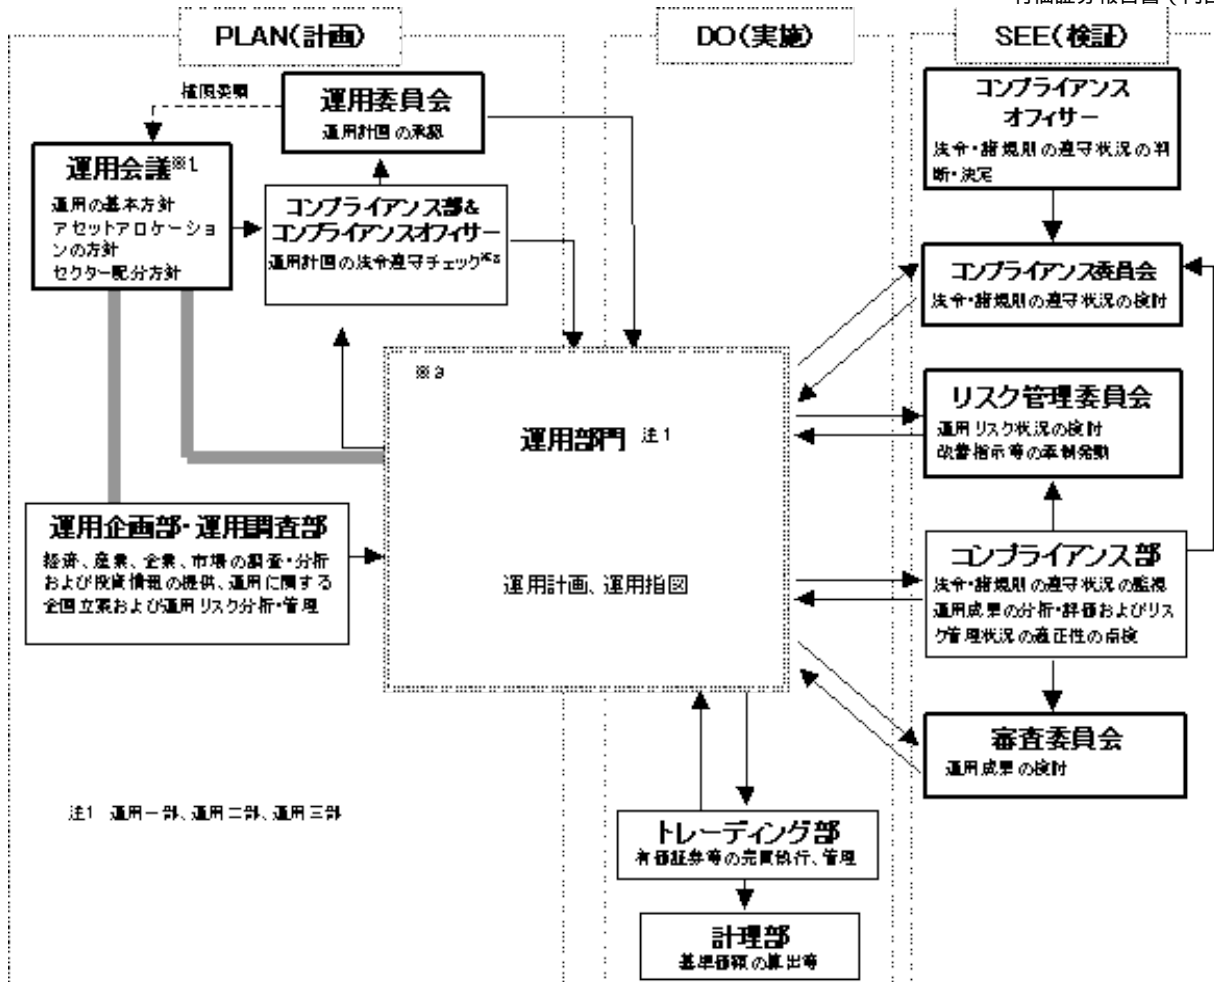 PLAN(計画)
権限委嘱
運用委員会
運用計画の承認
運用会議※1
運用の基本方針
アセットアロケーショ
ンの方針
セクター配分方針
コンプライアンス部&
コンプライアンスオフィサー
運用計画の法令遵守チェック※2
運用企画部・運用調査部
経済、産業、企業、市場の調査・分析
および投資情報の提供、運用に関する
企画立案および運用リスク分析・管理
注1 運用一部、運用二部、運用三部
DO(実施)
※3
運用部門 注1
運用計画、運用指図
トレーディング部
有価証券等の売買執行、管理
計理部
基準価額の算出等
SEE(検証)
コンプライアンス
オフィサー
法令・諸規則の遵守状況の判
断・決定
コンプライアンス委員会
法令・諸規則の遵守状況の検討
リスク管理委員会
運用リスク状況の検討
改善指示等の牽制発動
コンプライアンス部
法令・諸規則の遵守状況の監視
運用成果の分析・評価およびリス
ク管理状況の適正性の点検
審査委員会
運用成果の検討